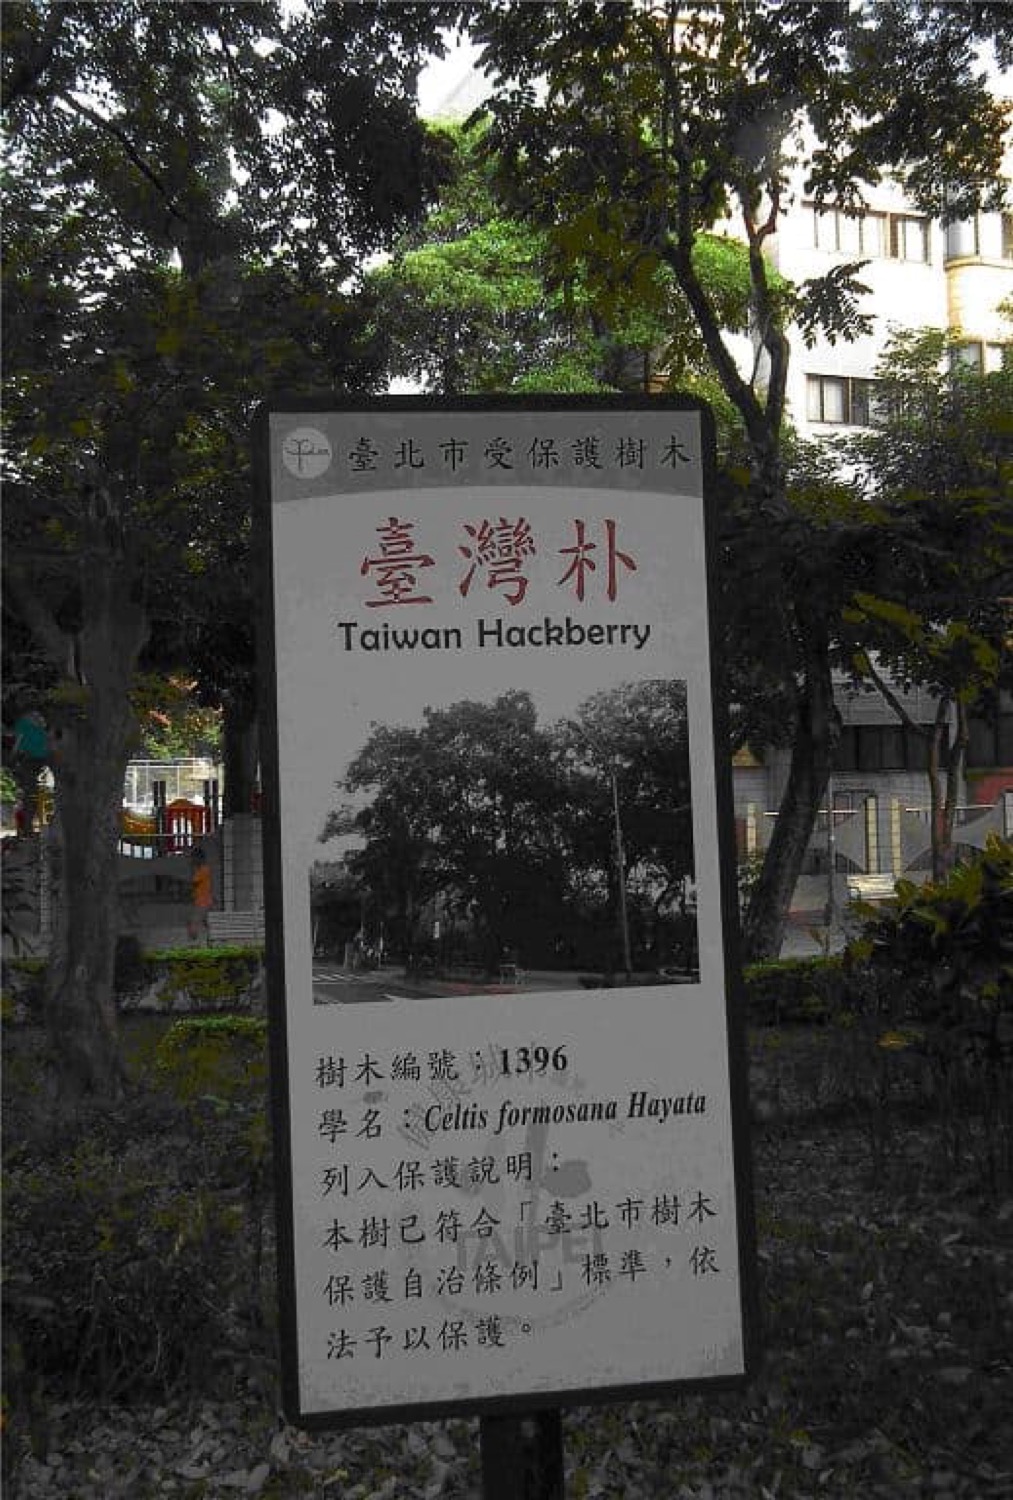 臺北市受保護樹木
臺灣朴
Taiwan Hackberry
樹木編號：1396
學名：Celtis formosana Hayata
列入保護說明：
本樹已符合「臺北市樹木
保護自治條例」標準，依
法予以保護。
TAIPEI